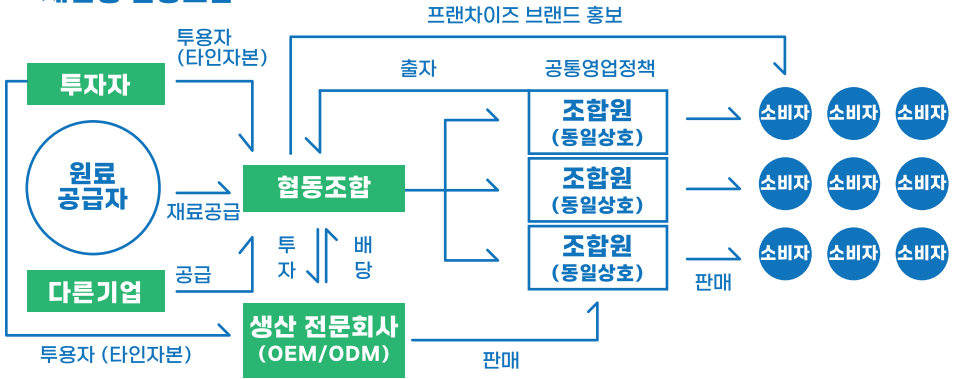 프랜차이즈 브랜드 홍보
투용자
(타인자본)
출자
공통영업정책
투자자
원료
공급자
재료공급
협동조합
조합원
(동일상호)
조합원
(동일상호)
조합원
(동일상호)
소비자 소비자 소비자
소비자 소비자 소비자
소비자 소비자 소비자
투
자
배
당
공급
다른기업
판매
생산 전문회사
(OEM/ODM)
투용자 (타인자본)
판매